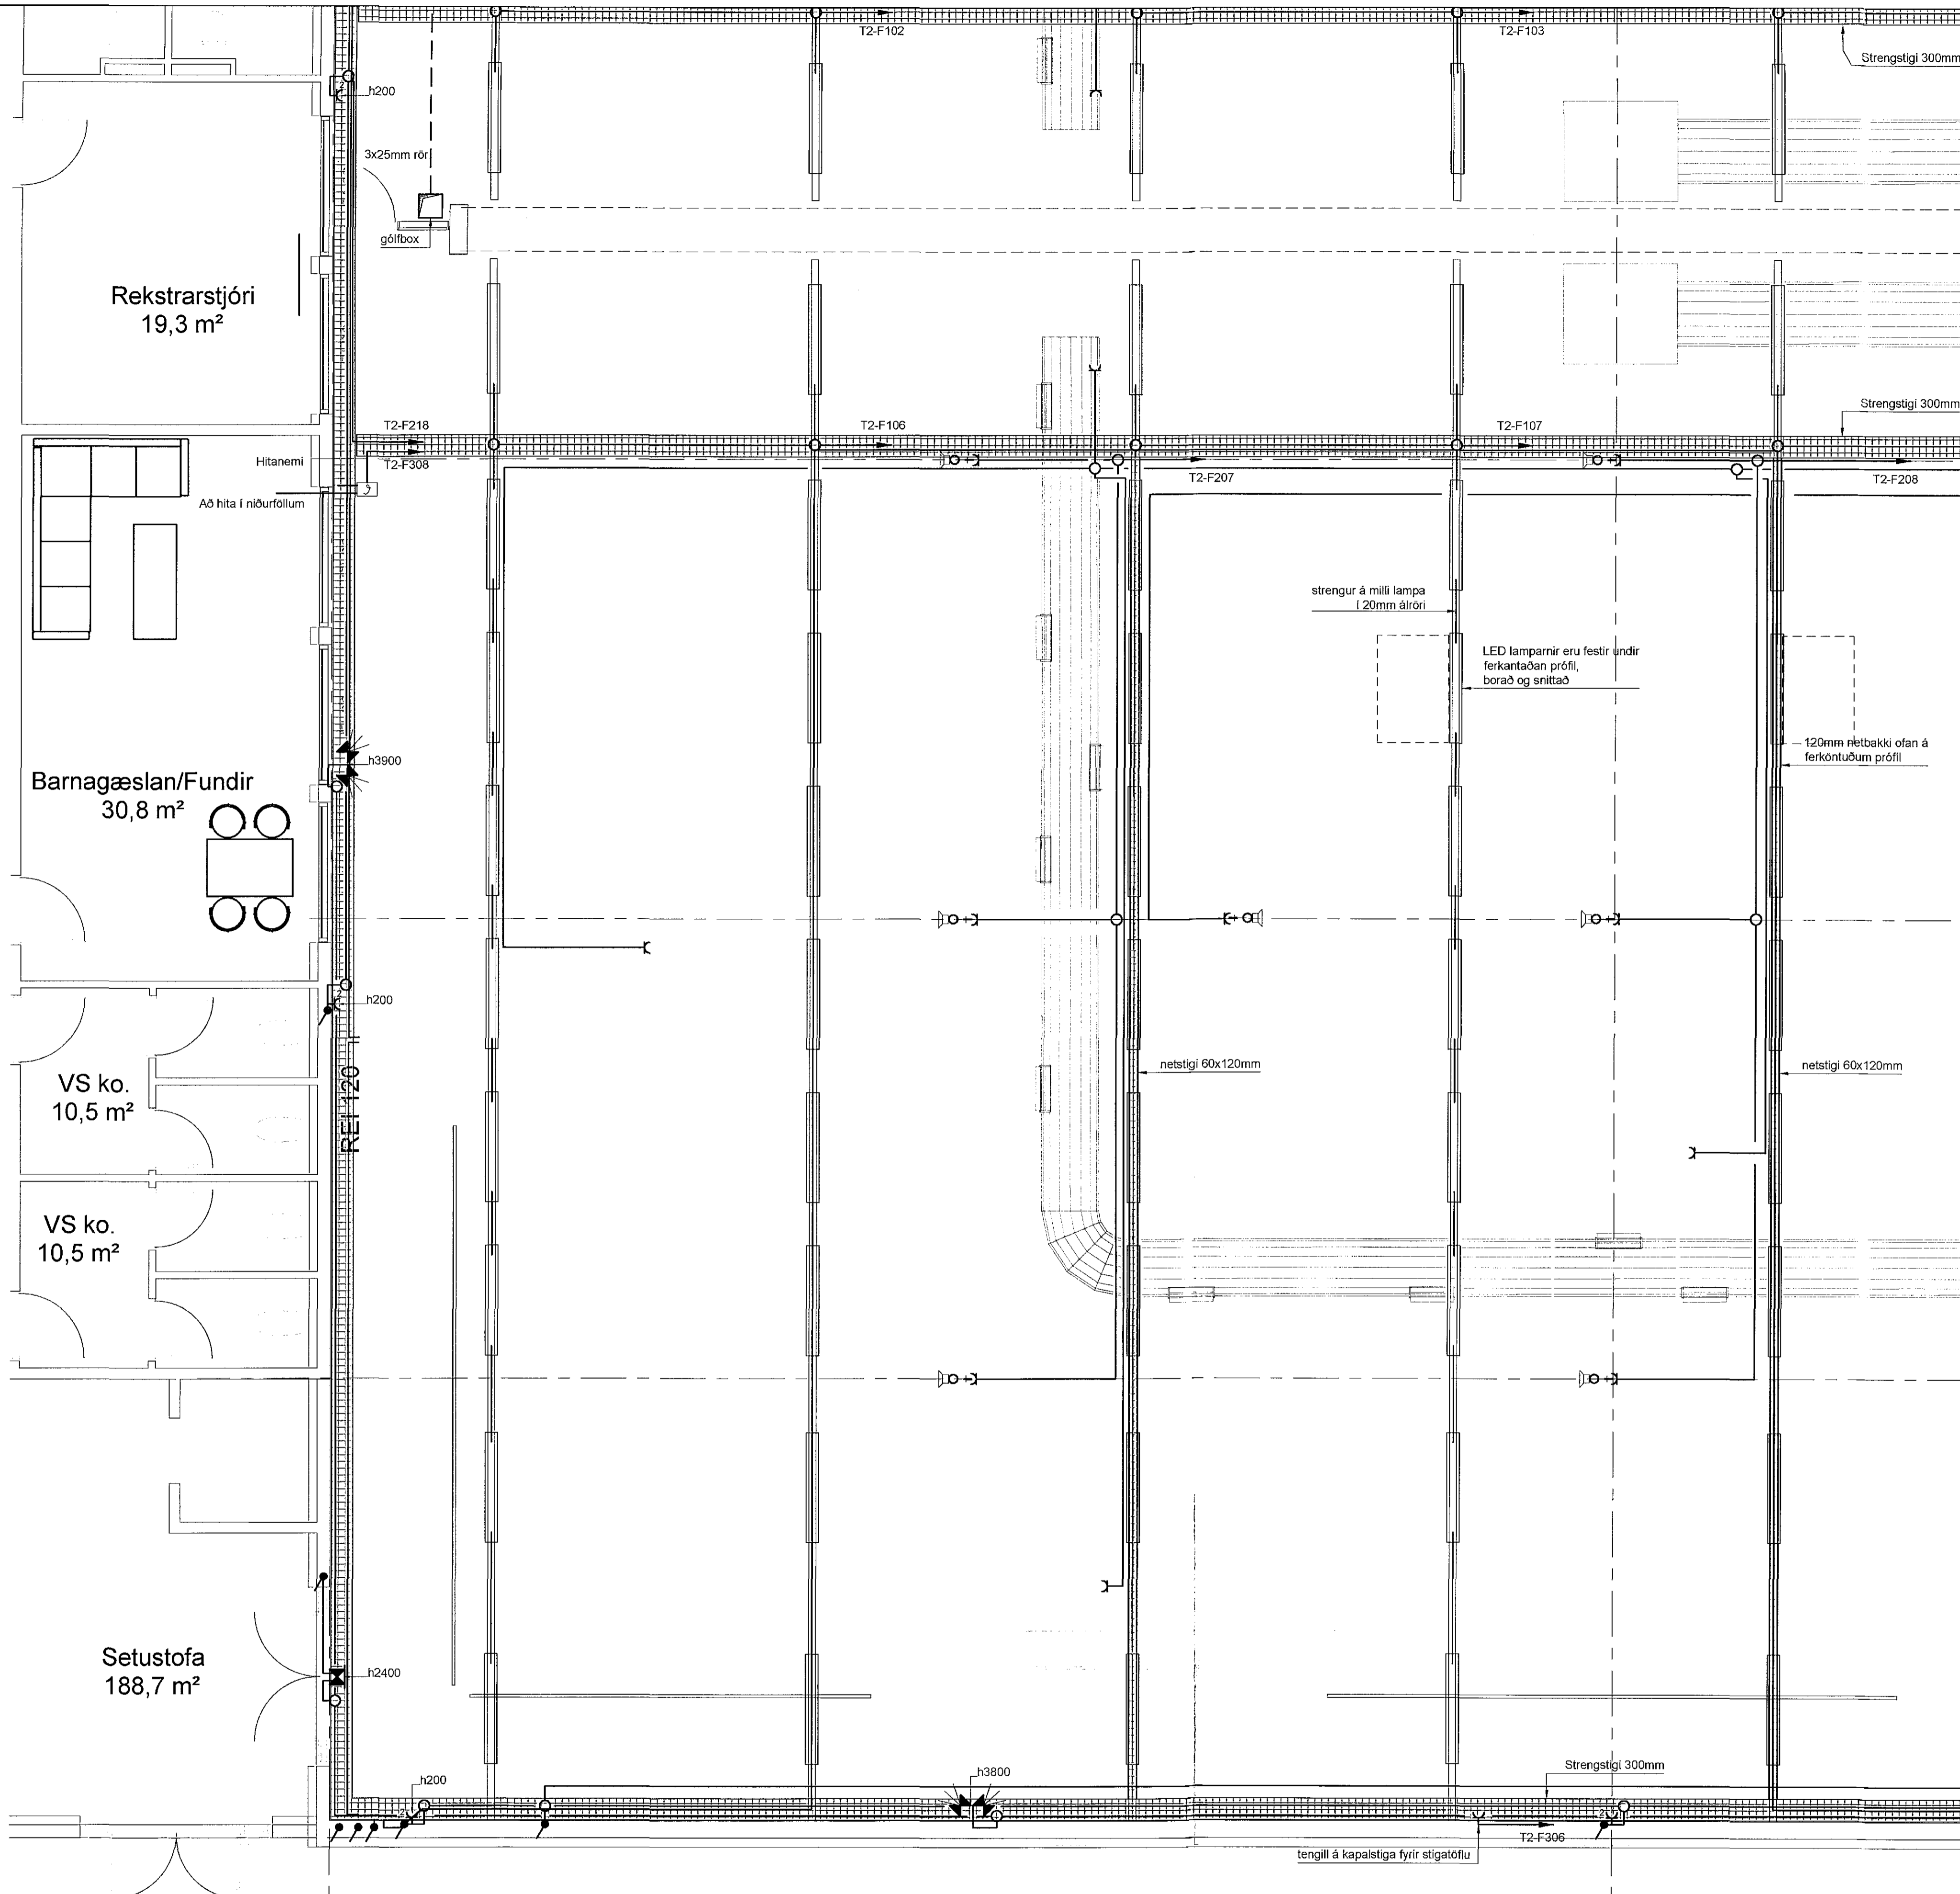 T2-F102
T2-F103
Strengstigi 300mm
h200
3x25mm rör
gólfbox
Rekstrarstjóri
19,3 m²
T2-F218
T2-F106
T2-F107
Strengstigi 300mm
Hitanemi
T2-F308
T2-F207
T2-F208
Að hita í niðurföllum
strengur á milli lampa
í 20mm álröri
LED lamparnir eru festir undir
ferkantaðan prófíl,
borað og snittað
120mm netbakki ofan á
ferköntuðum prófíl
h3900
Barnagæslan/Fundir
30,8 m²
2
h200
REI 120
netstigi 60x120mm
netstigi 60x120mm
VS ko.
10,5 m²
VS ko.
10,5 m²
Setustofa
188,7 m²
h2400
h200
h3800
Strengstigi 300mm
2
2
T2-F306
tengill á kapalstiga fyrir stigatöflu